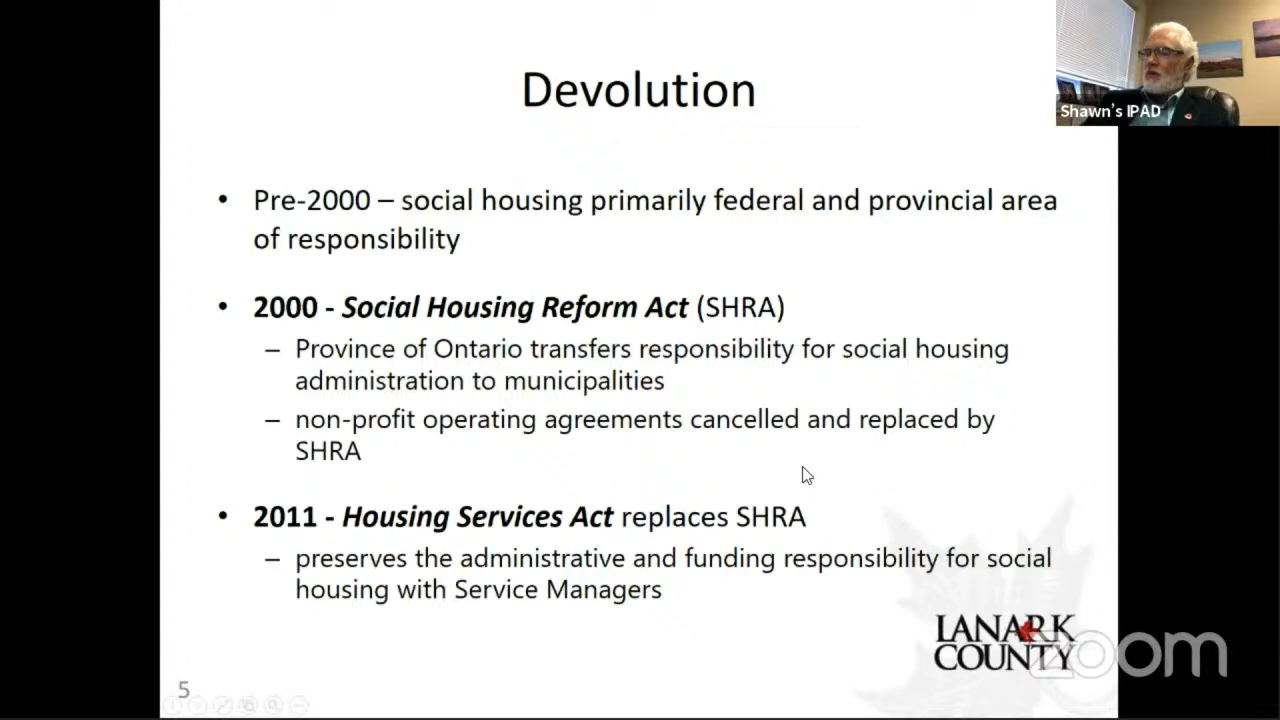 Devolution
Shawn's IPAD
• Pre-2000 – social housing primarily federal and provincial area
of responsibility
• 2000 - Social Housing Reform Act (SHRA)
– Province of Ontario transfers responsibility for social housing
administration to municipalities
– non-profit operating agreements cancelled and replaced by
SHRA
• 2011 - Housing Services Act replaces SHRA
– preserves the administrative and funding responsibility for social
housing with Service Managers
LANARK
COUNTY
zoom
5